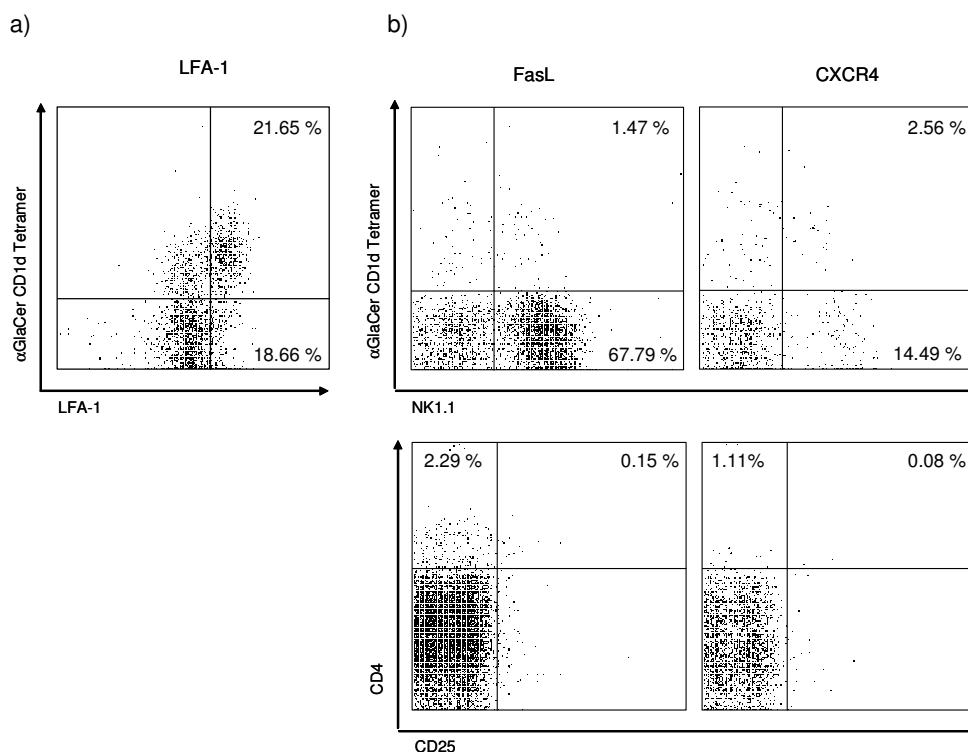 a)
LFA-1
αGlaCer CD1d Tetramer
21.65 %
18.66 %
LFA-1
b)
FasL
CXCR4
αGlaCer CD1d Tetramer
1.47 %
2.56 %
67.79 %
14.49 %
NK1.1
CD4
2.29 %
0.15 %
1.11%
0.08 %
CD25